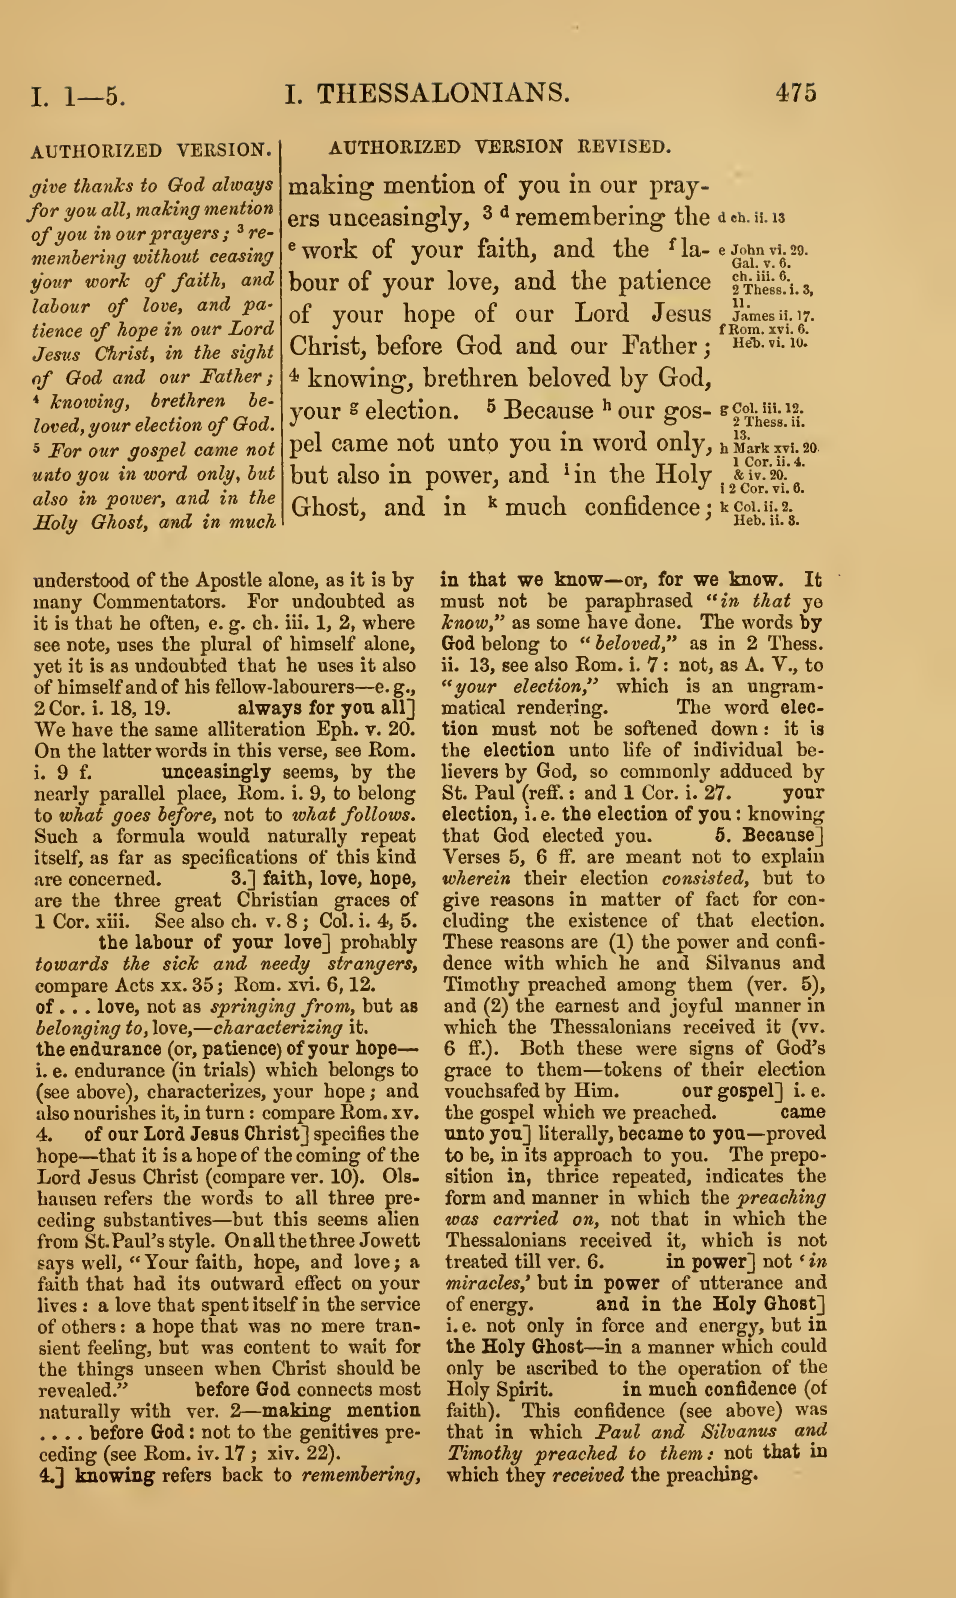 I. 1—5.
I. THESSALONIANS.
475
AUTHORIZED VERSION.
give thanks to God always
for you all, making mention
of you in our prayers; ³ re-
membering without ceasing
your work of faith, and
labour of love, and pa-
tience of hope in our Lord
Jesus Christ, in the sight
of God and our Father;
⁴ knowing, brethren be-
loved, your election of God.
⁵ For our gospel came not
unto you in word only, but
also in power, and in the
Holy Ghost, and in much
AUTHORIZED VERSION REVISED.
making mention of you in our pray-
ers unceasingly, ³ ᵈ remembering the
ᵉ work of your faith, and the ᶠ la-
bour of your love, and the patience
of your hope of our Lord Jesus
Christ, before God and our Father;
⁴ knowing, brethren beloved by God,
your ᵍ election. ⁵ Because ʰ our gos-
pel came not unto you in word only,
but also in power, and ⁱ in the Holy
Ghost, and in ᵏ much confidence;
d ch. ii. 13
e John vi. 29.
Gal. v. 6.
ch. iii. 6.
2 Thess. i. 3,
11.
James ii. 17.
f Rom. xvi. 6.
Heb. vi. 10.
g Col. iii. 12.
2 Thess. ii.
13.
h Mark xvi. 20.
1 Cor. ii. 4.
& iv. 20.
i 2 Cor. vi. 6.
k Col. ii. 2.
Heb. ii. 3.
understood of the Apostle alone, as it is by
many Commentators. For undoubted as
it is that he often, e. g. ch. iii. 1, 2, where
see note, uses the plural of himself alone,
yet it is as undoubted that he uses it also
of himself and of his fellow-labourers—e. g.,
2 Cor. i. 18, 19. always for you all]
We have the same alliteration Eph. v. 20.
On the latter words in this verse, see Rom.
i. 9 f. unceasingly seems, by the
nearly parallel place, Rom. i. 9, to belong
to what goes before, not to what follows.
Such a formula would naturally repeat
itself, as far as specifications of this kind
are concerned. 3.] faith, love, hope,
are the three great Christian graces of
1 Cor. xiii. See also ch. v. 8; Col. i. 4, 5.
the labour of your love] probably
towards the sick and needy strangers,
compare Acts xx. 35; Rom. xvi. 6, 12.
of . . . love, not as springing from, but as
belonging to, love,—characterizing it.
the endurance (or, patience) of your hope—
i. e. endurance (in trials) which belongs to
(see above), characterizes, your hope; and
also nourishes it, in turn: compare Rom. xv.
4. of our Lord Jesus Christ] specifies the
hope—that it is a hope of the coming of the
Lord Jesus Christ (compare ver. 10). Ols-
hausen refers the words to all three pre-
ceding substantives—but this seems alien
from St. Paul's style. On all the three Jowett
says well, "Your faith, hope, and love; a
faith that had its outward effect on your
lives: a love that spent itself in the service
of others: a hope that was no mere tran-
sient feeling, but was content to wait for
the things unseen when Christ should be
revealed." before God connects most
naturally with ver. 2—making mention
. . . . before God: not to the genitives pre-
ceding (see Rom. iv. 17; xiv. 22).
4.] knowing refers back to remembering,
in that we know—or, for we know. It
must not be paraphrased "in that ye
know," as some have done. The words by
God belong to "beloved," as in 2 Thess.
ii. 13, see also Rom. i. 7: not, as A. V., to
"your election," which is an ungram-
matical rendering. The word elec-
tion must not be softened down: it is
the election unto life of individual be-
lievers by God, so commonly adduced by
St. Paul (reff.: and 1 Cor. i. 27. your
election, i. e. the election of you: knowing
that God elected you. 5. Because]
Verses 5, 6 ff. are meant not to explain
wherein their election consisted, but to
give reasons in matter of fact for con-
cluding the existence of that election.
These reasons are (1) the power and confi-
dence with which he and Silvanus and
Timothy preached among them (ver. 5),
and (2) the earnest and joyful manner in
which the Thessalonians received it (vv.
6 ff.). Both these were signs of God's
grace to them—tokens of their election
vouchsafed by Him. our gospel] i. e.
the gospel which we preached. came
unto you] literally, became to you—proved
to be, in its approach to you. The prepo-
sition in, thrice repeated, indicates the
form and manner in which the preaching
was carried on, not that in which the
Thessalonians received it, which is not
treated till ver. 6. in power] not 'in
miracles,' but in power of utterance and
of energy. and in the Holy Ghost]
i. e. not only in force and energy, but in
the Holy Ghost—in a manner which could
only be ascribed to the operation of the
Holy Spirit. in much confidence (of
faith). This confidence (see above) was
that in which Paul and Silvanus and
Timothy preached to them: not that in
which they received the preaching.